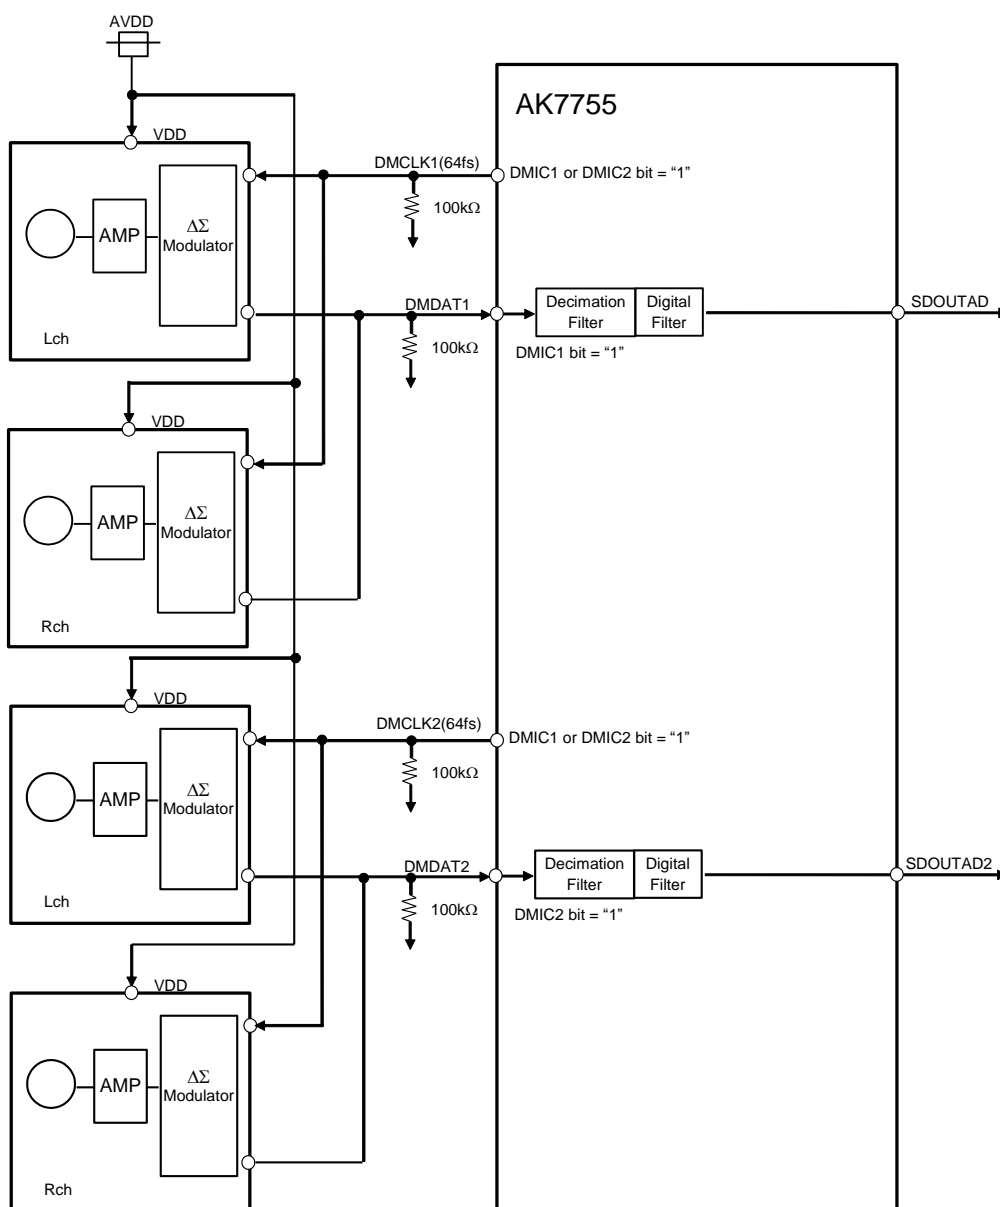 AVDD
AK7755
VDD
DMCLK1(64fs)
DMIC1 or DMIC2 bit = “1”
100kΩ
AMP
ΔΣ
Modulator
Lch
DMDAT1
100kΩ
Decimation
Filter
Digital
Filter
DMIC1 bit = “1”
SDOUTAD
VDD
AMP
ΔΣ
Modulator
Rch
VDD
DMCLK2(64fs)
DMIC1 or DMIC2 bit = “1”
100kΩ
AMP
ΔΣ
Modulator
Lch
DMDAT2
100kΩ
Decimation
Filter
Digital
Filter
DMIC2 bit = “1”
SDOUTAD2
VDD
AMP
ΔΣ
Modulator
Rch